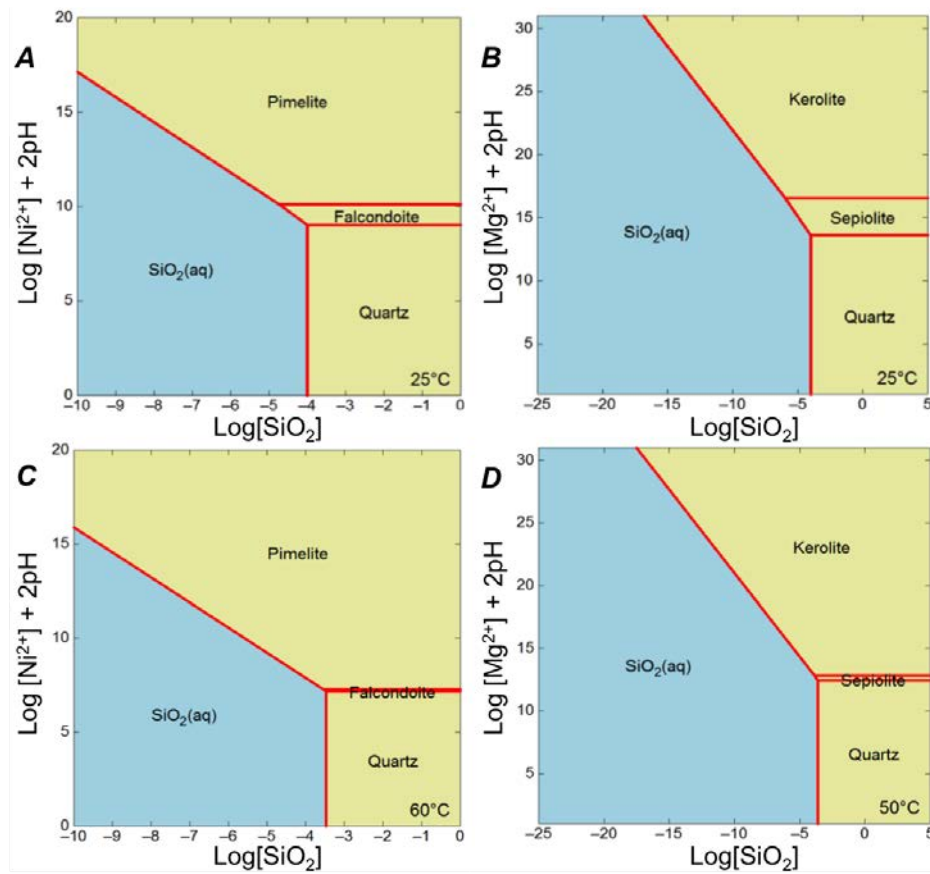 A
20
15
10
5
0
Log [Ni²⁺] + 2pH
Pimelite
Falcondoite
SiO₂(aq)
Quartz
25°C
–10 –9 –8 –7 –6 –5 –4 –3 –2 –1 0
Log[SiO₂]
B
30
25
20
15
10
5
Log [Mg²⁺] + 2pH
Kerolite
Sepiolite
SiO₂(aq)
Quartz
25°C
–25 –20 –15 –10 –5 0 5
Log[SiO₂]
C
20
15
10
5
0
Log [Ni²⁺] + 2pH
Pimelite
Falcondoite
SiO₂(aq)
Quartz
60°C
–10 –9 –8 –7 –6 –5 –4 –3 –2 –1 0
Log[SiO₂]
D
30
25
20
15
10
5
Log [Mg²⁺] + 2pH
Kerolite
Sepiolite
SiO₂(aq)
Quartz
50°C
–25 –20 –15 –10 –5 0 5
Log[SiO₂]